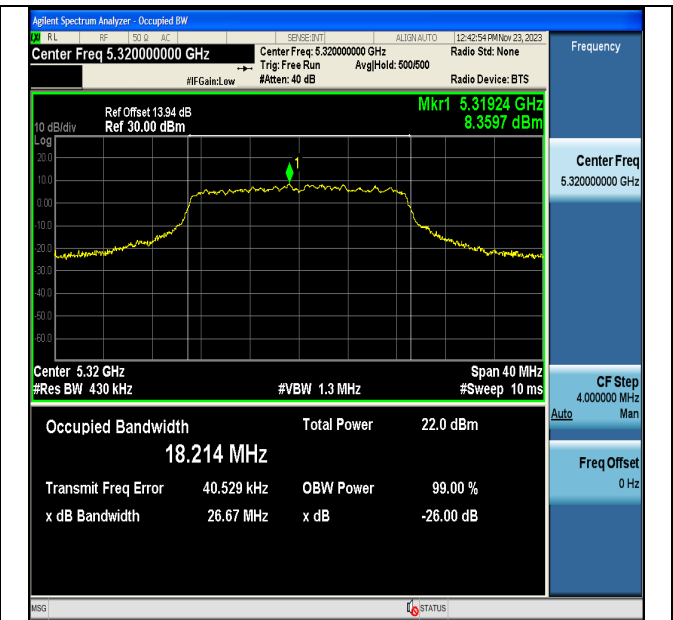 Agilent Spectrum Analyzer - Occupied BW
RL RF 50 Ω AC SENSE:INT ALIGN AUTO 12:42:54 PM Nov 23, 2023
Center Freq 5.320000000 GHz
Center Freq: 5.320000000 GHz Radio Std: None
Trig: Free Run Avg|Hold: 500/500
#IFGain:Low #Atten: 40 dB Radio Device: BTS
Frequency
Mkr1 5.31924 GHz
8.3597 dBm
Ref Offset 13.94 dB
10 dB/div Ref 30.00 dBm
Log
20.0
10.0
0.00
-10.0
-20.0
-30.0
-40.0
-50.0
-60.0
1
Center 5.32 GHz Span 40 MHz
#Res BW 430 kHz #VBW 1.3 MHz #Sweep 10 ms
Center Freq
5.320000000 GHz
CF Step
4.000000 MHz
Auto Man
Freq Offset
0 Hz
Occupied Bandwidth Total Power 22.0 dBm
18.214 MHz
Transmit Freq Error 40.529 kHz OBW Power 99.00 %
x dB Bandwidth 26.67 MHz x dB -26.00 dB
MSG STATUS